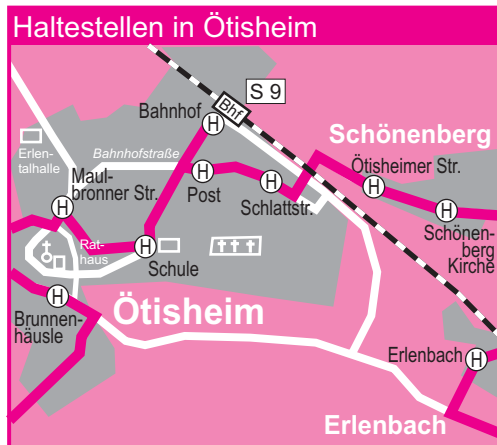 Haltestellen in Ötisheim
S 9
Bhf
Bahnhof
Schönenberg
Erlen-
talhalle
Bahnhofstraße
Ötisheimer Str.
Maul-
bronner Str.
Post
Schlattstr.
Schönen-
berg
Kirche
Rat-
haus
Schule
Ötisheim
Brunnen-
häusle
Erlenbach
Erlenbach
H
H
H
H
H
H
H
H
H